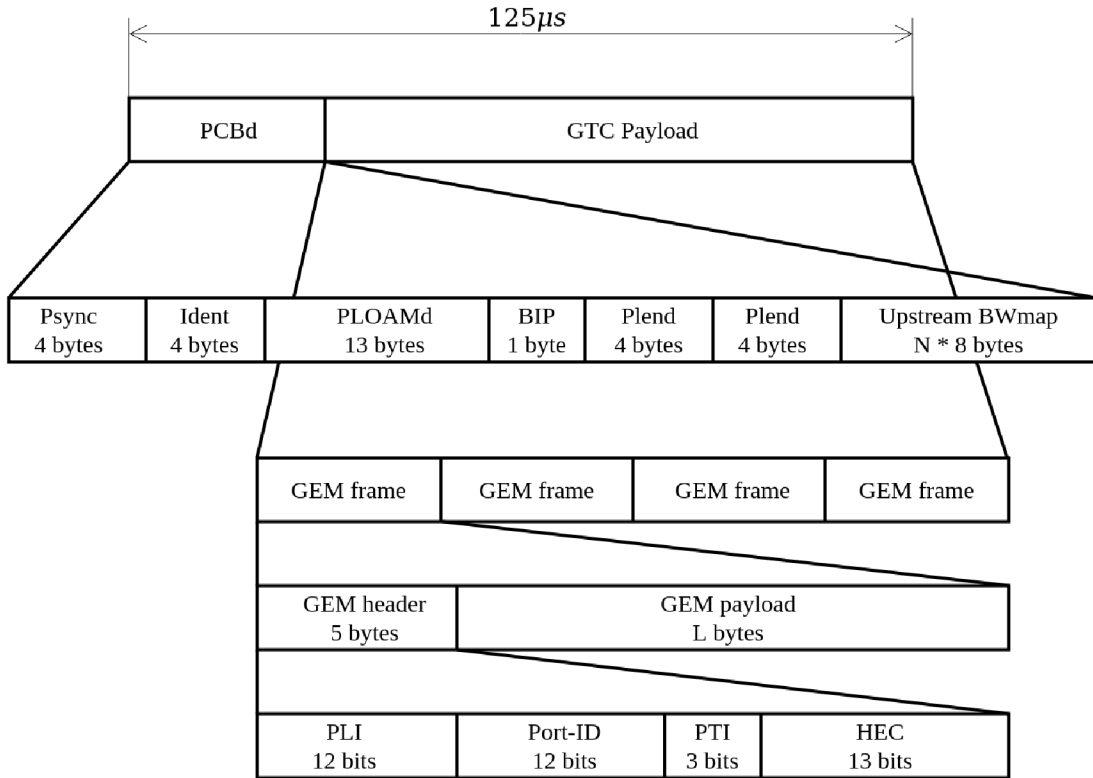 125μs
PCBd
GTC Payload
Psync
4 bytes
Ident
4 bytes
PLOAMd
13 bytes
BIP
1 byte
Plend
4 bytes
Plend
4 bytes
Upstream BWmap
N * 8 bytes
GEM frame
GEM frame
GEM frame
GEM frame
GEM header
5 bytes
GEM payload
L bytes
PLI
12 bits
Port-ID
12 bits
PTI
3 bits
HEC
13 bits